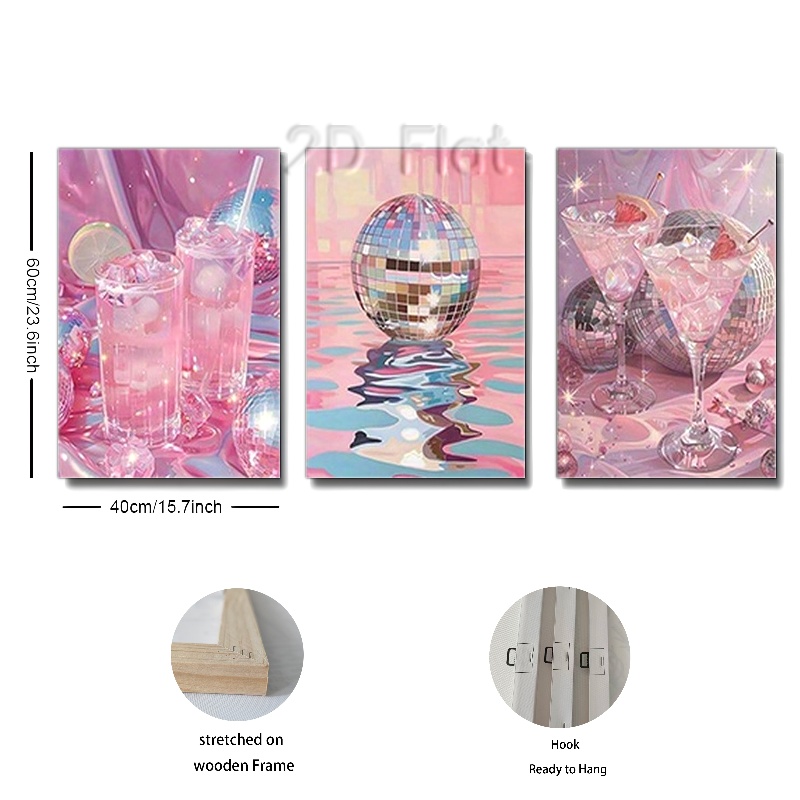 2D Flat
60cm/23.6inch
40cm/15.7inch
stretched on
wooden Frame
Hook
Ready to Hang